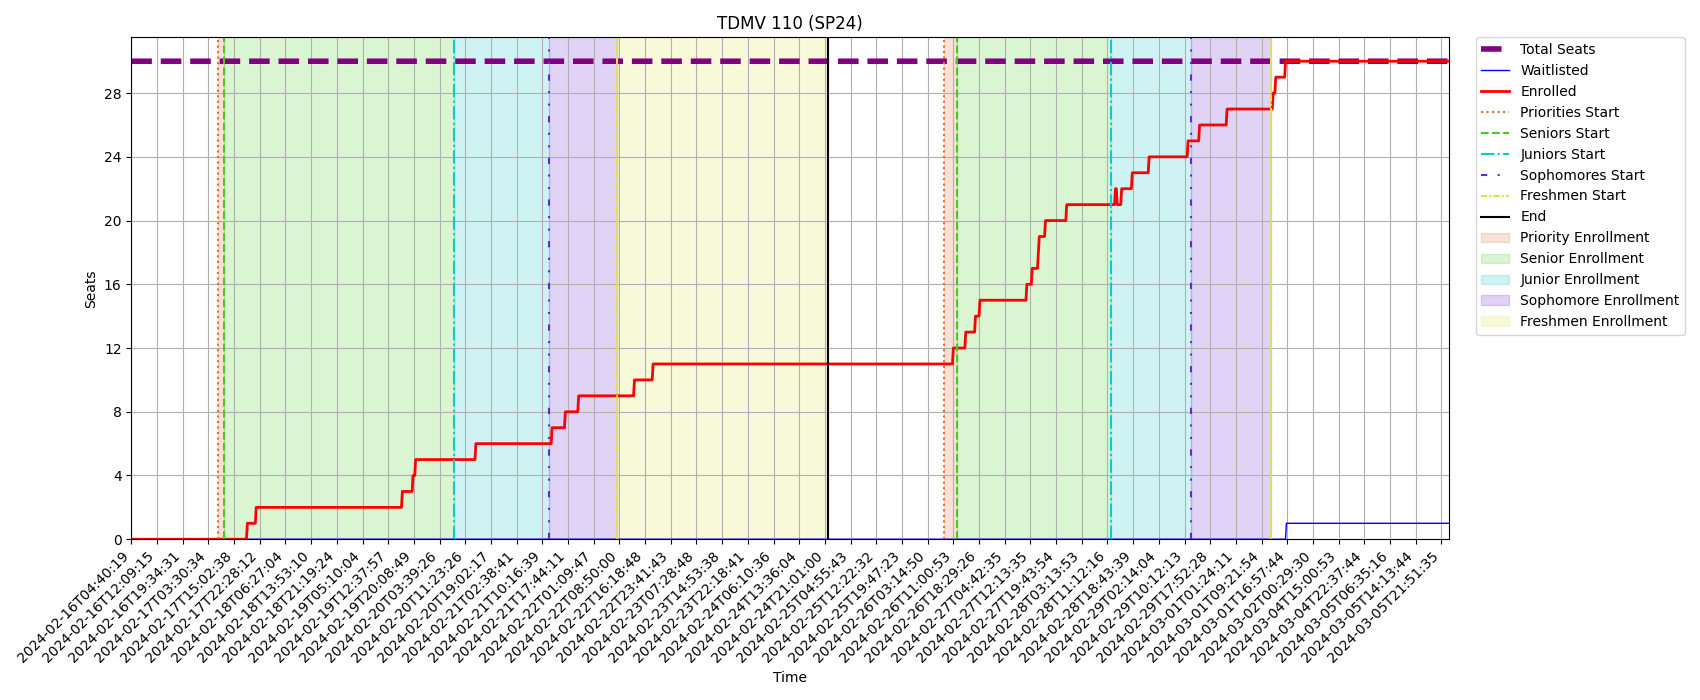 TDMV 110 (SP24)
Seats
28
24
20
16
12
8
4
0
2024-02-16T04:40:19
2024-02-16T12:09:15
2024-02-16T19:34:31
2024-02-17T03:30:34
2024-02-17T15:02:38
2024-02-17T22:28:12
2024-02-18T06:27:04
2024-02-18T13:53:10
2024-02-18T21:19:24
2024-02-19T05:10:04
2024-02-19T12:37:57
2024-02-19T20:08:49
2024-02-20T03:39:26
2024-02-20T11:23:26
2024-02-20T19:02:17
2024-02-21T02:38:41
2024-02-21T10:16:39
2024-02-21T17:44:11
2024-02-22T01:09:47
2024-02-22T08:50:00
2024-02-22T16:18:48
2024-02-22T23:41:43
2024-02-23T07:28:48
2024-02-23T14:53:38
2024-02-23T22:18:41
2024-02-24T06:10:36
2024-02-24T13:36:04
2024-02-24T21:01:00
2024-02-25T04:55:43
2024-02-25T12:22:32
2024-02-25T19:47:23
2024-02-26T03:14:50
2024-02-26T11:00:53
2024-02-26T18:29:26
2024-02-27T04:42:35
2024-02-27T12:13:35
2024-02-27T19:43:54
2024-02-28T03:13:53
2024-02-28T11:12:16
2024-02-28T18:43:39
2024-02-29T02:14:04
2024-02-29T10:12:13
2024-02-29T17:52:28
2024-03-01T01:24:11
2024-03-01T09:21:54
2024-03-01T16:57:44
2024-03-02T00:29:30
2024-03-04T15:00:53
2024-03-04T22:37:44
2024-03-05T06:35:16
2024-03-05T14:13:44
2024-03-05T21:51:35
Time
Total Seats
Waitlisted
Enrolled
Priorities Start
Seniors Start
Juniors Start
Sophomores Start
Freshmen Start
End
Priority Enrollment
Senior Enrollment
Junior Enrollment
Sophomore Enrollment
Freshmen Enrollment